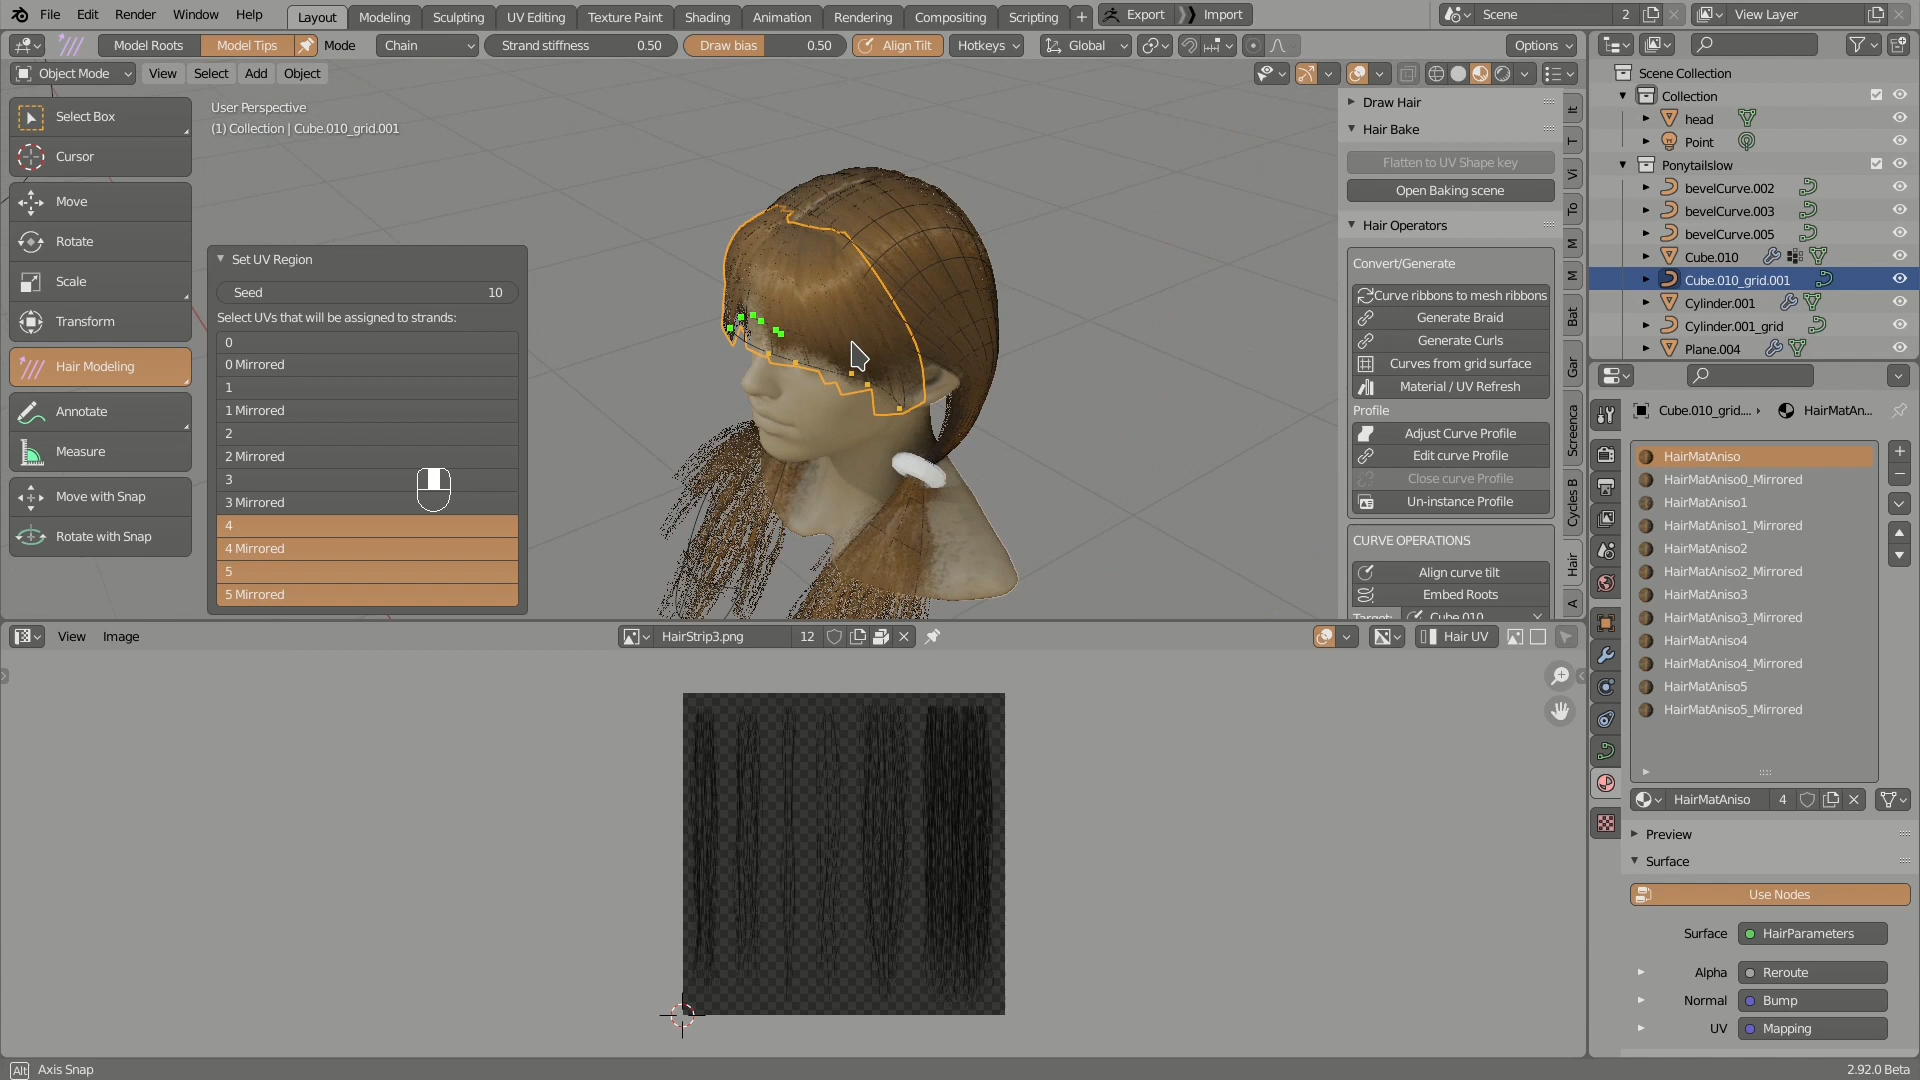 File Edit Render Window Help Layout Modeling Sculpting UV Editing Texture Paint Shading Animation Rendering Compositing Scripting + Export Import Scene 2 View Layer
Model Roots Model Tips Mode Chain Strand stiffness 0.50 Draw bias 0.50 Align Tilt Hotkeys Global Options
Object Mode View Select Add Object
Select Box
Cursor
Move
Rotate
Scale
Transform
Hair Modeling
Annotate
Measure
Move with Snap
Rotate with Snap
User Perspective
(1) Collection | Cube.010_grid.001
Set UV Region
Seed 10
Select UVs that will be assigned to strands:
0
0 Mirrored
1
1 Mirrored
2
2 Mirrored
3
3 Mirrored
4
4 Mirrored
5
5 Mirrored
Draw Hair
Hair Bake
Flatten to UV Shape key
Open Baking scene
Hair Operators
Convert/Generate
Curve ribbons to mesh ribbons
Generate Braid
Generate Curls
Curves from grid surface
Material / UV Refresh
Profile
Adjust Curve Profile
Edit curve Profile
Close curve Profile
Un-instance Profile
CURVE OPERATIONS
Align curve tilt
Embed Roots
Target: Cube.010
It
T
Vi
To
M
M
Bat
Gar
Screenca
Cycles B
Hair
A
Scene Collection
Collection
head
Point
Ponytailslow
bevelCurve.002
bevelCurve.003
bevelCurve.005
Cube.010
Cube.010_grid.001
Cylinder.001
Cylinder.001_grid
Plane.004
Cube.010_grid.... HairMatAn...
HairMatAniso
HairMatAniso0_Mirrored
HairMatAniso1
HairMatAniso1_Mirrored
HairMatAniso2
HairMatAniso2_Mirrored
HairMatAniso3
HairMatAniso3_Mirrored
HairMatAniso4
HairMatAniso4_Mirrored
HairMatAniso5
HairMatAniso5_Mirrored
HairMatAniso 4
Preview
Surface
Use Nodes
Surface HairParameters
Alpha Reroute
Normal Bump
UV Mapping
View Image HairStrip3.png 12 Hair UV
Alt Axis Snap 2.92.0 Beta